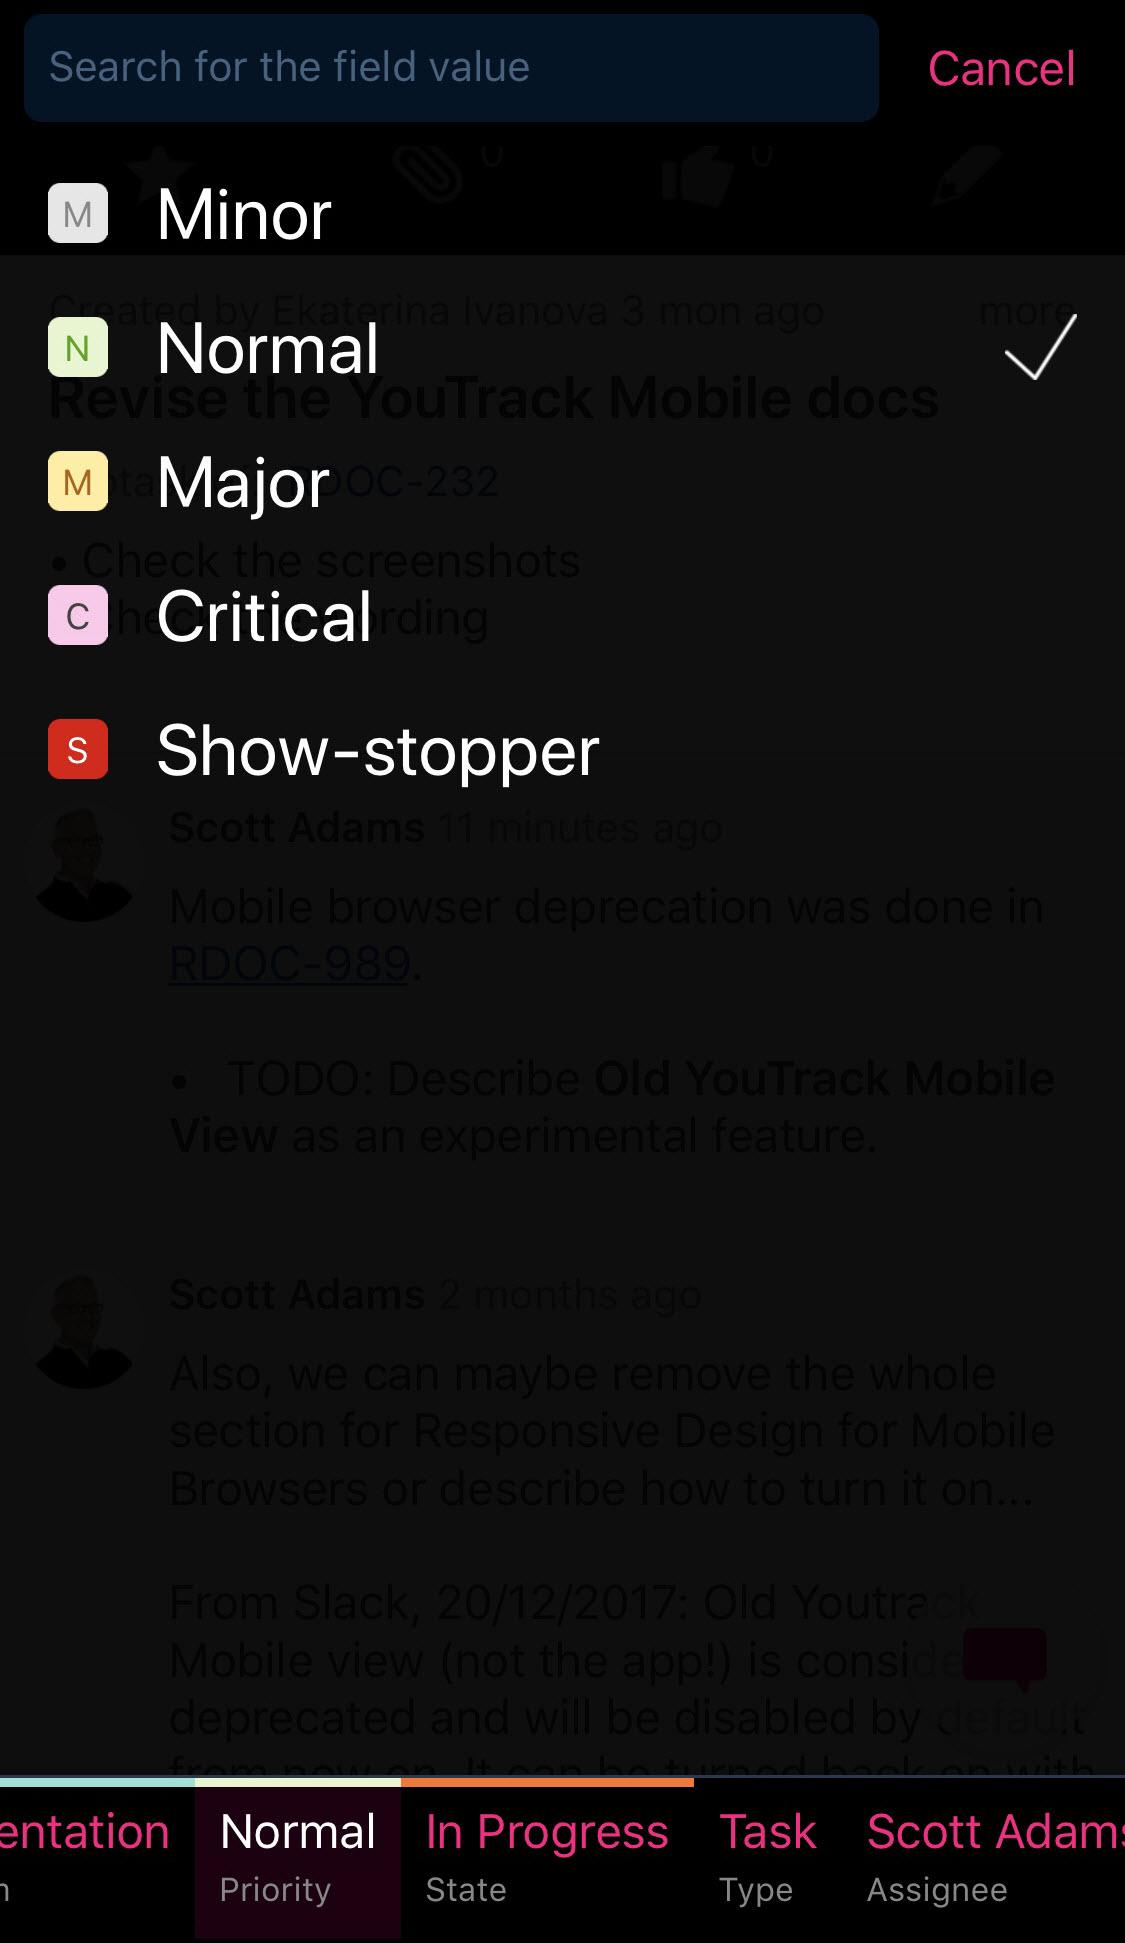 Search for the field value
Cancel
0
0
M Minor
Created by Ekaterina Ivanova 3 mon ago
more
N Normal
Revise the YouTrack Mobile docs
M Major
DOC-232
• Check the screenshots
C Critical
S Show-stopper
Scott Adams 11 minutes ago
Mobile browser deprecation was done in
RDOC-989.
• TODO: Describe Old YouTrack Mobile
View as an experimental feature.
Scott Adams 2 months ago
Also, we can maybe remove the whole
section for Responsive Design for Mobile
Browsers or describe how to turn it on...
From Slack, 20/12/2017: Old Youtrack
Mobile view (not the app!) is conside
deprecated and will be disabled by default
from now on. It can be turned back on with
entation
Normal
In Progress
Task
Scott Adams
n
Priority
State
Type
Assignee